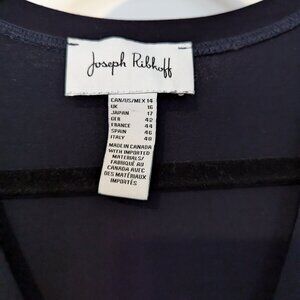 Joseph Ribkoff
CAN/US/MEX 14
UK 16
JAPAN 17
GER 42
FRANCE 44
SPAIN 46
ITALY 48
MADE IN CANADA
WITH IMPORTED
MATERIALS/
FABRIQUÉ AU
CANADA AVEC
DES MATÉRIAUX
IMPORTÉS